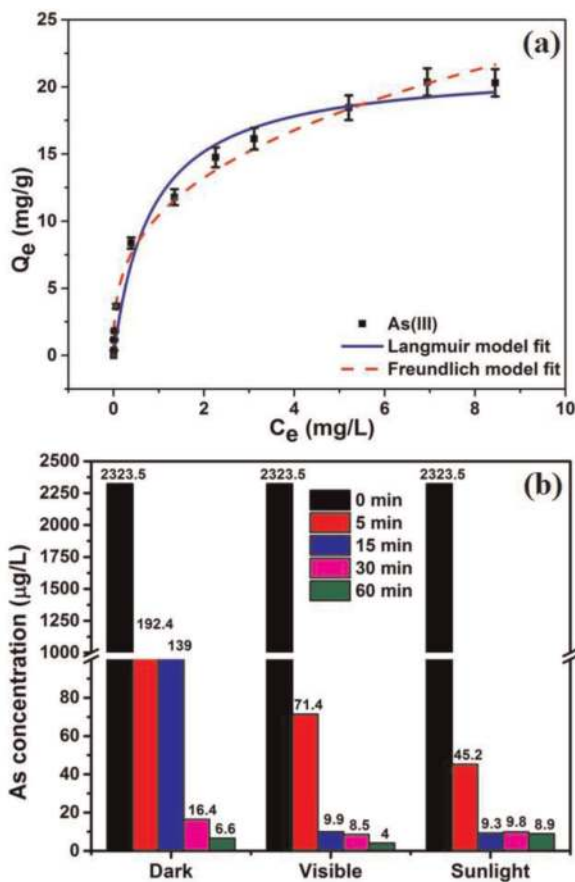 (a)
25
20
15
10
5
0
Qe (mg/g)
As(III)
Langmuir model fit
Freundlich model fit
0 2 4 6 8 10
Ce (mg/L)
(b)
2500
2250
2000
1750
1500
1250
1000
80
60
40
20
0
As concentration (µg/L)
2323.5 2323.5 2323.5
0 min
5 min
15 min
30 min
60 min
192.4
139
16.4
6.6
71.4
9.9
8.5
4
45.2
9.3
9.8
8.9
Dark Visible Sunlight